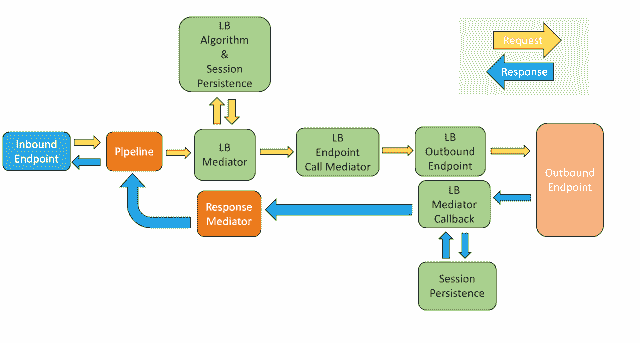 LB
Algorithm
&
Session
Persistence
Request
Response
Inbound
Endpoint
Pipeline
LB
Mediator
LB
Endpoint
Call Mediator
LB
Outbound
Endpoint
Outbound
Endpoint
Response
Mediator
LB
Mediator
Callback
Session
Persistence